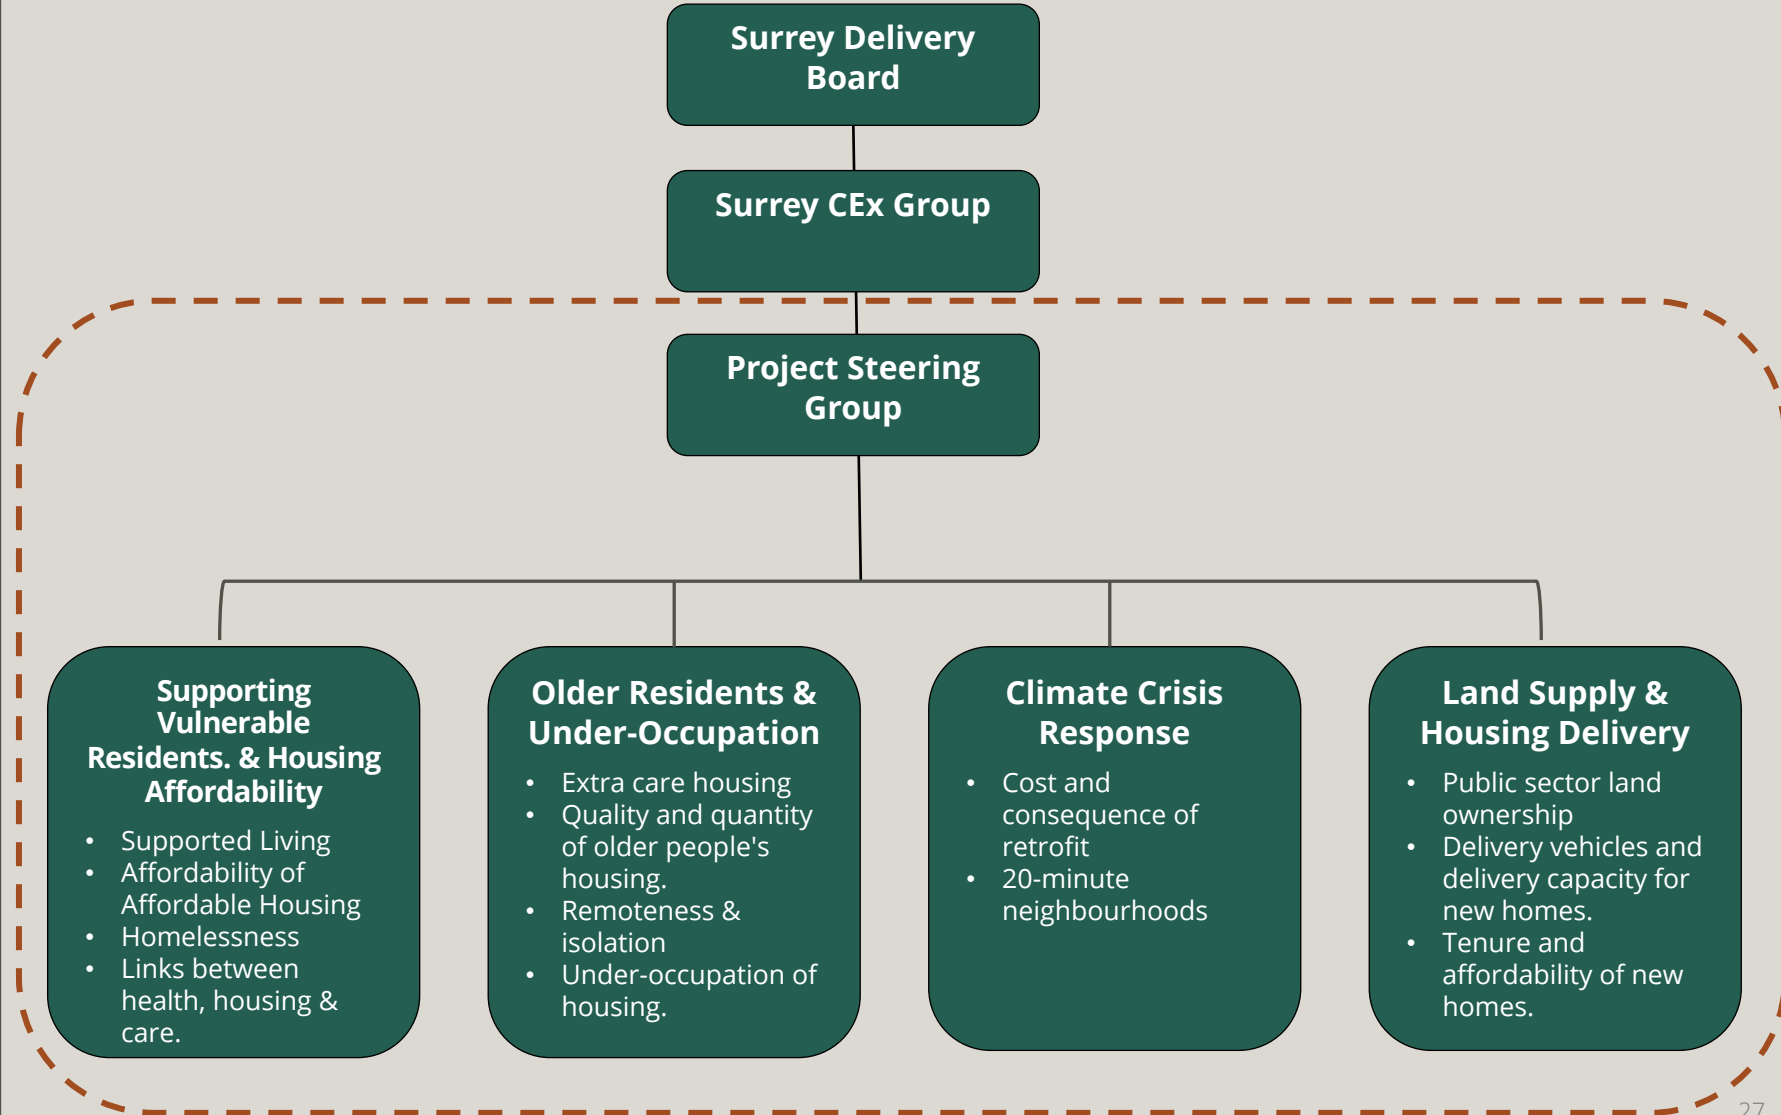 Surrey Delivery
Board
Surrey CEx Group
Project Steering
Group
Supporting
Vulnerable
Residents. & Housing
Affordability
• Supported Living
• Affordability of
Affordable Housing
• Homelessness
• Links between
health, housing &
care.
Older Residents &
Under-Occupation
• Extra care housing
• Quality and quantity
of older people's
housing.
• Remoteness &
isolation
• Under-occupation of
housing.
Climate Crisis
Response
• Cost and
consequence of
retrofit
• 20-minute
neighbourhoods
Land Supply &
Housing Delivery
• Public sector land
ownership
• Delivery vehicles and
delivery capacity for
new homes.
• Tenure and
affordability of new
homes.
27